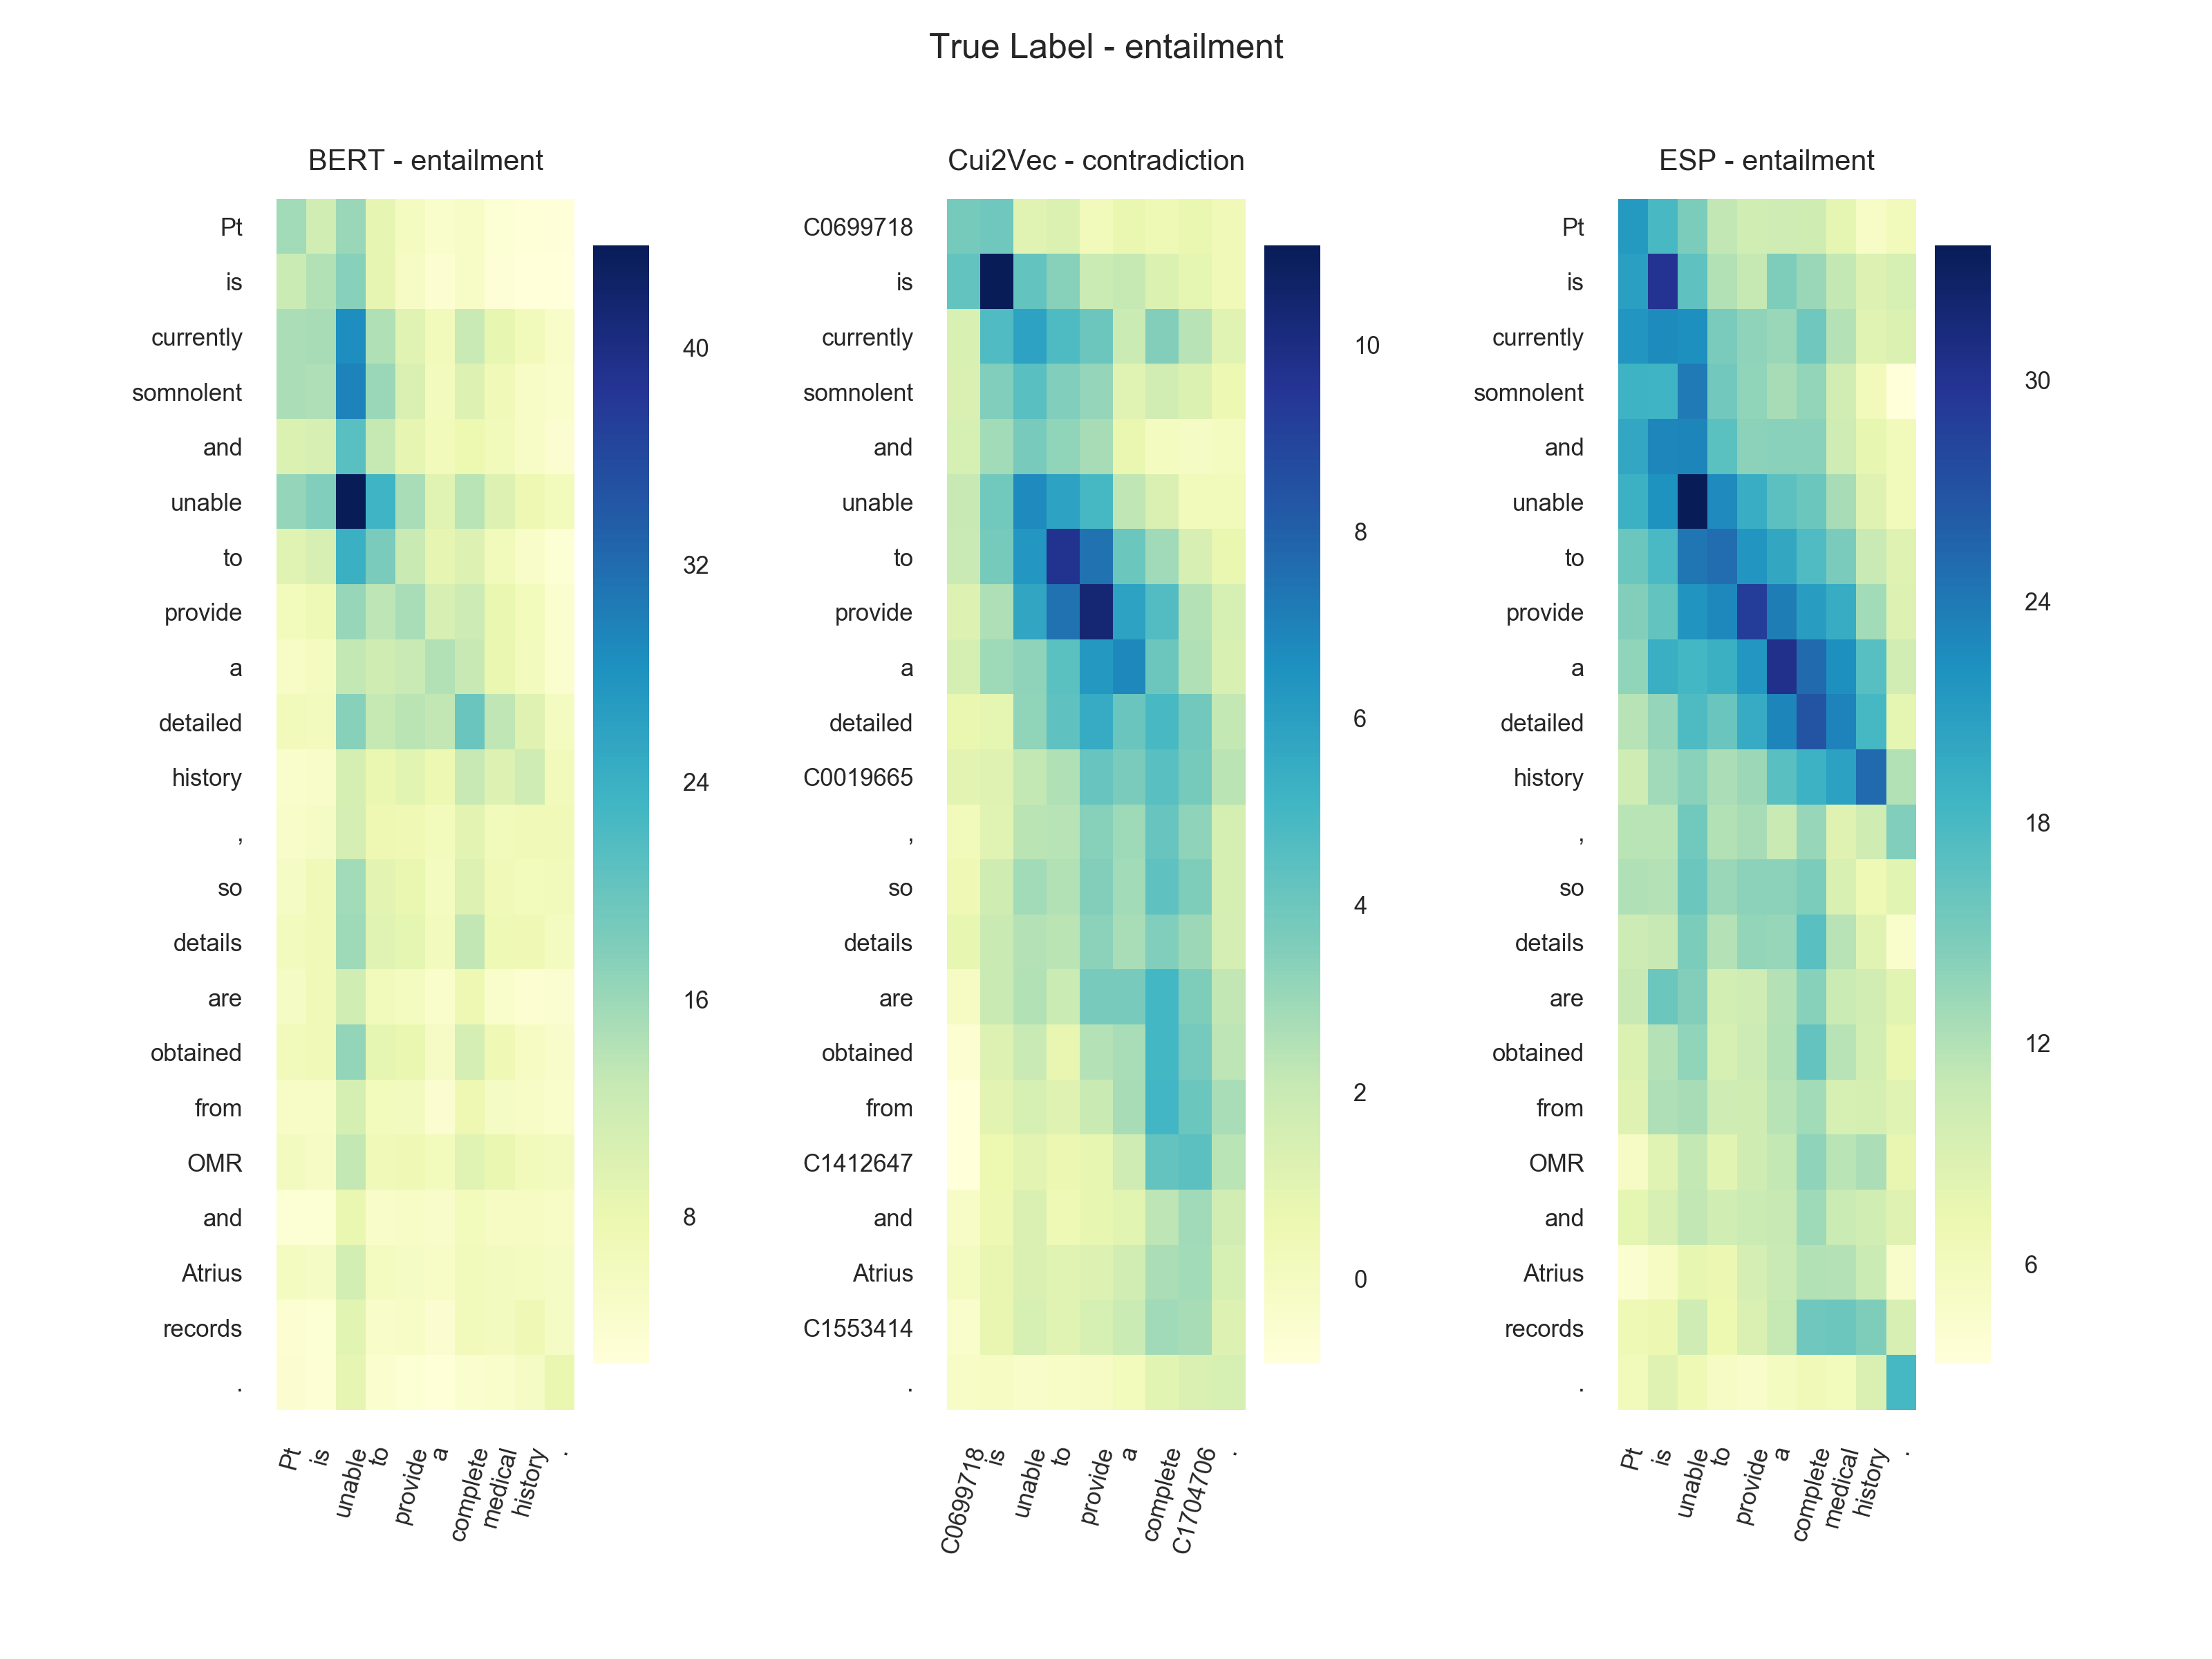 True Label - entailment
BERT - entailment
Pt
is
currently
somnolent
and
unable
to
provide
a
detailed
history
,
so
details
are
obtained
from
OMR
and
Atrius
records
.
Pt
is
unable
to
provide
a
complete
medical
history
.
40
32
24
16
8
Cui2Vec - contradiction
C0699718
is
currently
somnolent
and
unable
to
provide
a
detailed
C0019665
,
so
details
are
obtained
from
C1412647
and
Atrius
C1553414
.
C0699718
is
unable
to
provide
a
complete
C1704706
.
10
8
6
4
2
0
ESP - entailment
Pt
is
currently
somnolent
and
unable
to
provide
a
detailed
history
,
so
details
are
obtained
from
OMR
and
Atrius
records
.
Pt
is
unable
to
provide
a
complete
medical
history
.
30
24
18
12
6